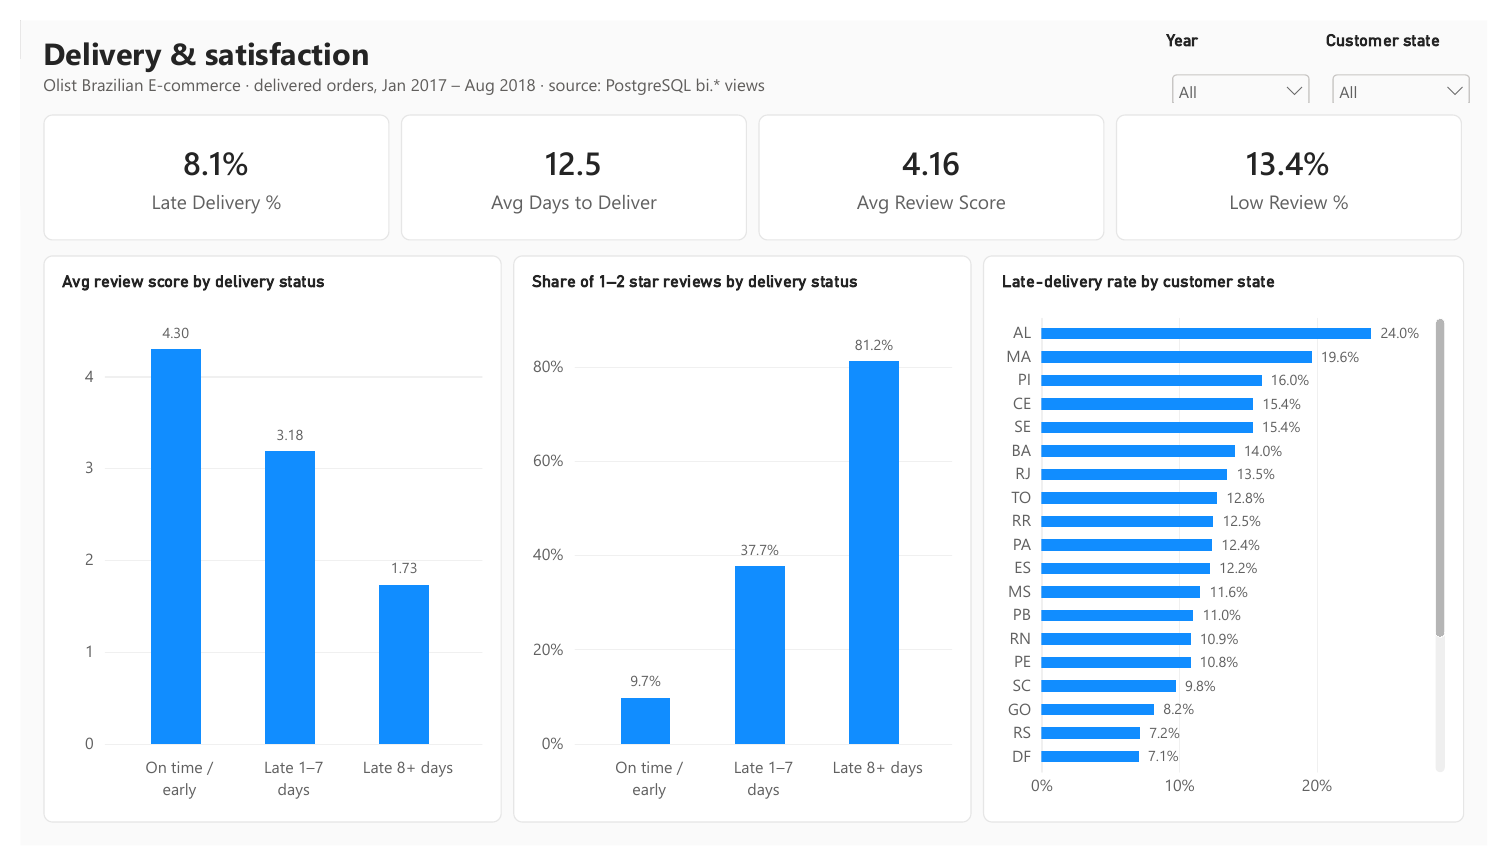 Delivery & satisfaction
Olist Brazilian E-commerce · delivered orders, Jan 2017 – Aug 2018 · source: PostgreSQL bi.* views
Year
Customer state
All
All
8.1%
Late Delivery %
12.5
Avg Days to Deliver
4.16
Avg Review Score
13.4%
Low Review %
Avg review score by delivery status
4.30
4
3.18
3
2
1.73
1
0
On time /
early
Late 1–7
days
Late 8+ days
Share of 1–2 star reviews by delivery status
81.2%
80%
60%
40%
37.7%
20%
9.7%
0%
On time /
early
Late 1–7
days
Late 8+ days
Late-delivery rate by customer state
AL 24.0%
MA 19.6%
PI 16.0%
CE 15.4%
SE 15.4%
BA 14.0%
RJ 13.5%
TO 12.8%
RR 12.5%
PA 12.4%
ES 12.2%
MS 11.6%
PB 11.0%
RN 10.9%
PE 10.8%
SC 9.8%
GO 8.2%
RS 7.2%
DF 7.1%
0% 10% 20%